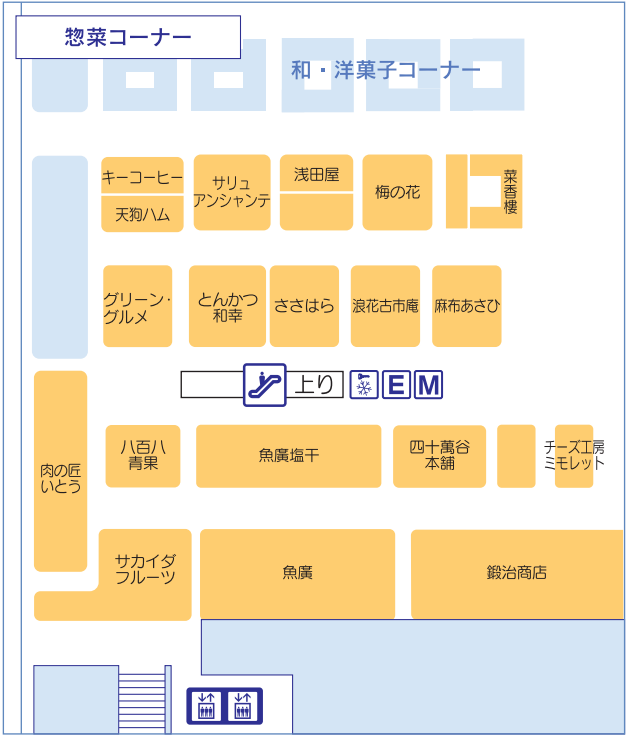 惣菜コーナー
和・洋菓子コーナー
キーコーヒー
天狗ハム
サリュ
アンシャンテ
浅田屋
梅の花
菜香樓
グリーン・
グルメ
とんかつ
和幸
ささはら
浪花古市庵
麻布あさひ
上り
E
M
肉の匠
いとう
八百八
青果
魚廣塩干
四十萬谷
本舗
チーズ工房
ミモレット
サカイダ
フルーツ
魚廣
鍛治商店